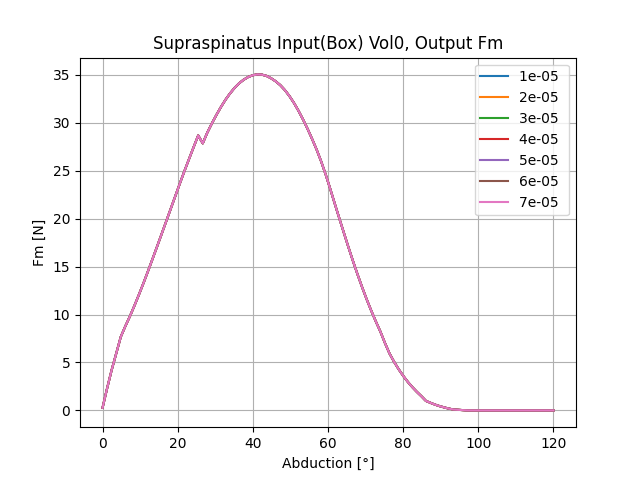 Supraspinatus Input(Box) Vol0, Output Fm
35
30
25
20
15
10
5
0
Fm [N]
1e-05
2e-05
3e-05
4e-05
5e-05
6e-05
7e-05
0 20 40 60 80 100 120
Abduction [°]